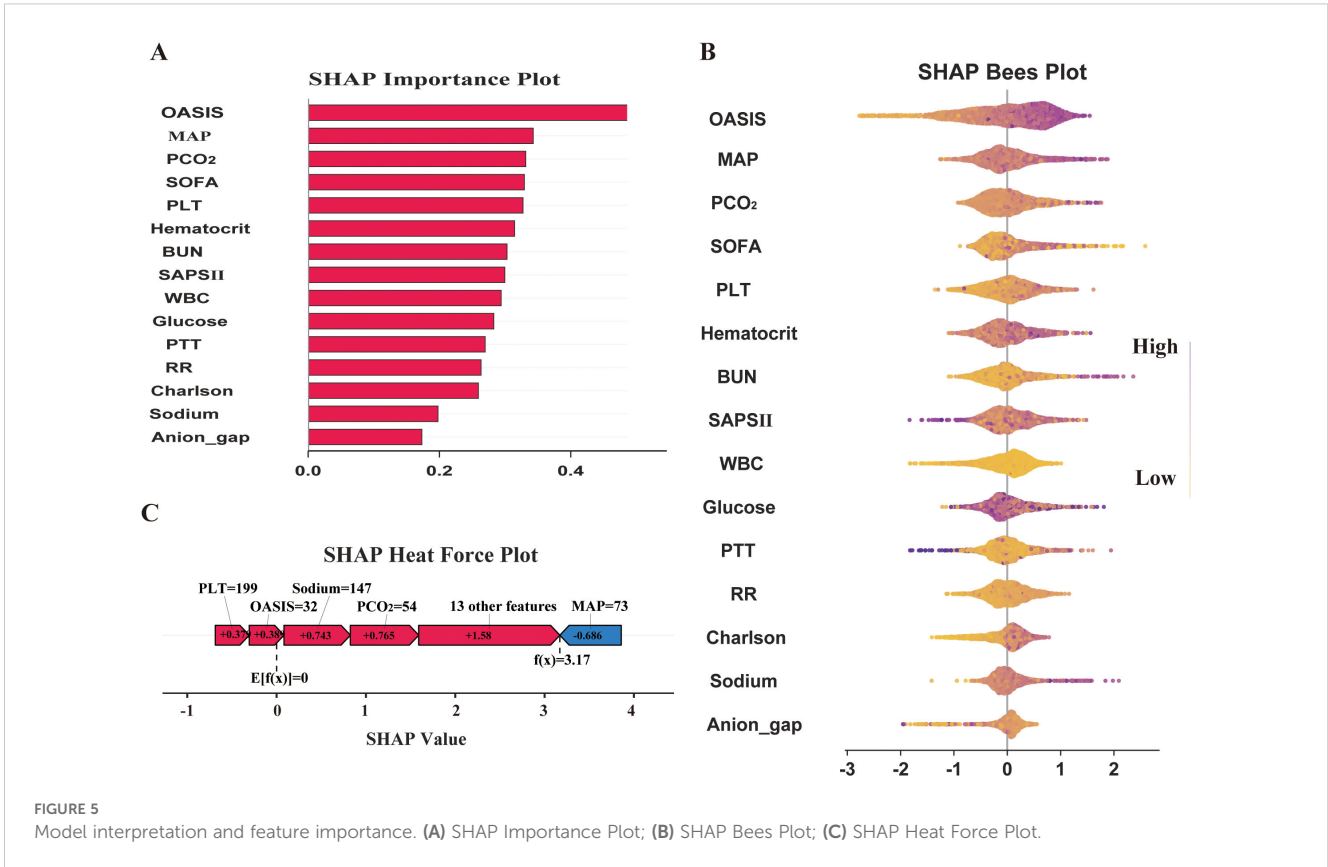 A
SHAP Importance Plot
OASIS
MAP
PCO₂
SOFA
PLT
Hematocrit
BUN
SAPSII
WBC
Glucose
PTT
RR
Charlson
Sodium
Anion_gap
0.0 0.2 0.4
B
SHAP Bees Plot
OASIS
MAP
PCO₂
SOFA
PLT
Hematocrit
BUN
SAPSII
WBC
Glucose
PTT
RR
Charlson
Sodium
Anion_gap
High
Low
-3 -2 -1 0 1 2 3
C
SHAP Heat Force Plot
PLT=199 Sodium=147
OASIS=32 PCO₂=54 13 other features MAP=73
+0.743 +0.765 +1.58 -0.686
f(x)=3.17
E[f(x)]=0
-1 0 1 2 3 4
SHAP Value
FIGURE 5
Model interpretation and feature importance. (A) SHAP Importance Plot; (B) SHAP Bees Plot; (C) SHAP Heat Force Plot.